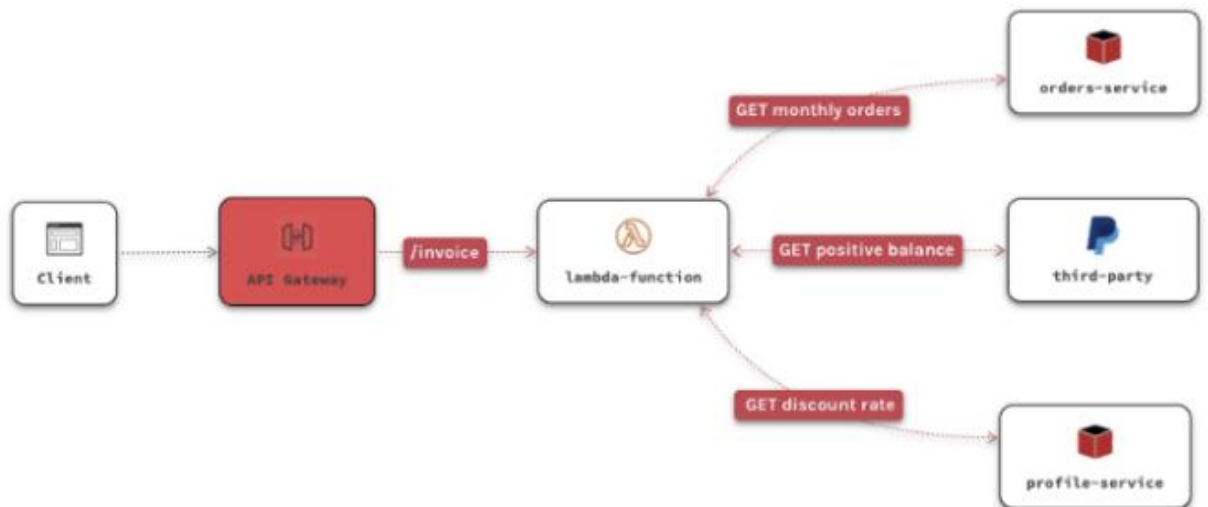 orders-service
GET monthly orders
Client
API Gateway
/invoice
lambda-function
GET positive balance
third-party
GET discount rate
profile-service